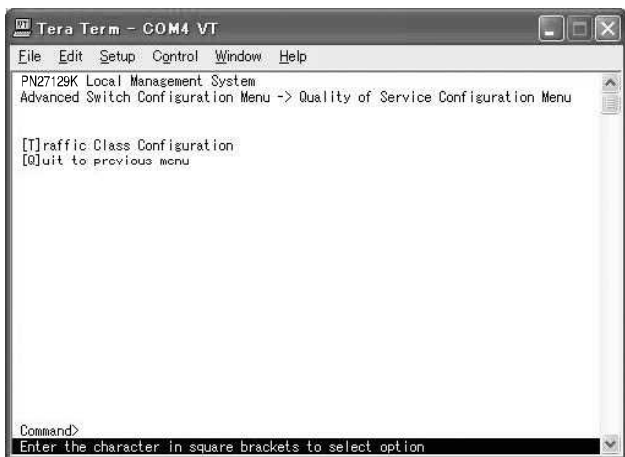 Tera Term - COM4 VT
File Edit Setup Control Window Help
PN27129K Local Management System
Advanced Switch Configuration Menu -> Quality of Service Configuration Menu
[T]raffic Class Configuration
[Q]uit to previous menu
Command>
Enter the character in square brackets to select option